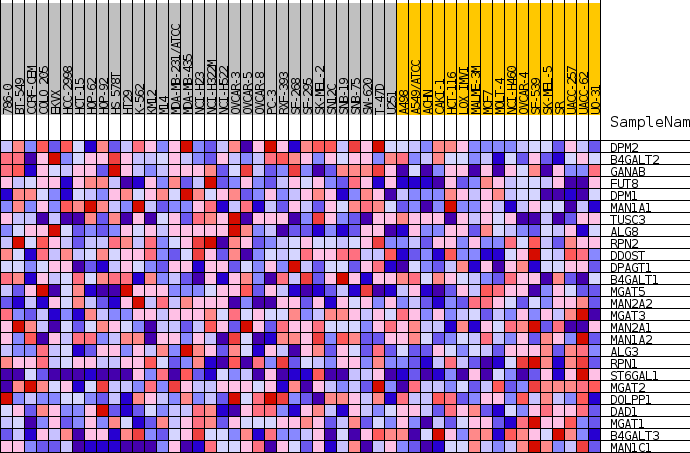 786-0
BT-549
CCRF-CEM
COLO 205
EKVX
HCC-2998
HCT-15
HOP-62
HOP-92
HS 578T
HT29
K-562
KM12
M14
MDA-MB-231/ATCC
MDA-MB-435
NCI-H23
NCI-H322M
NCI-H522
OVCAR-3
OVCAR-5
OVCAR-8
PC-3
RXF-393
SF-268
SF-295
SK-MEL-2
SN12C
SNB-19
SNB-75
SW-620
T-47D
U251
A498
A549/ATCC
ACHN
CAKI-1
HCT-116
LOX IMVI
MALME-3M
MCF7
MOLT-4
NCI-H460
OVCAR-4
SF-539
SK-MEL-5
SR
UACC-257
UACC-62
UO-31
SampleNam
DPM2
B4GALT2
GANAB
FUT8
DPM1
MAN1A1
TUSC3
ALG8
RPN2
DDOST
DPAGT1
B4GALT1
MGAT5
MAN2A2
MGAT3
MAN2A1
MAN1A2
ALG3
RPN1
ST6GAL1
MGAT2
DOLPP1
DAD1
MGAT1
B4GALT3
MAN1C1